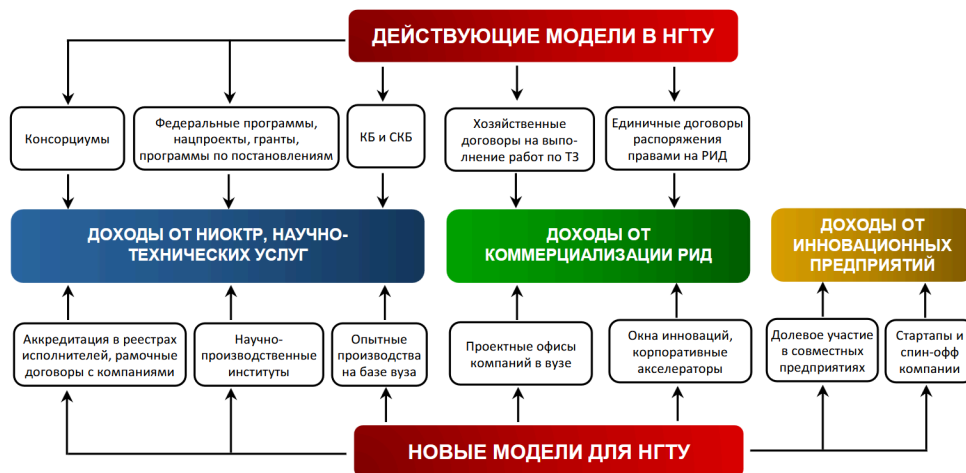 ДЕЙСТВУЮЩИЕ МОДЕЛИ В НГТУ
Консорциумы
Федеральные программы,
нацпроекты, гранты,
программы по постановлениям
КБ и СКБ
Хозяйственные
договоры на выпо-
лнение работ по ТЗ
Единичные договоры
распоряжения
правами на РИД
ДОХОДЫ ОТ НИОКТР, НАУЧНО-
ТЕХНИЧЕСКИХ УСЛУГ
ДОХОДЫ ОТ
КОММЕРЦИАЛИЗАЦИИ РИД
ДОХОДЫ ОТ
ИННОВАЦИОННЫХ
ПРЕДПРИЯТИЙ
Аккредитация в реестрах
исполнителей, рамочные
договоры с компаниями
Научно-
производственные
институты
Опытные
производства
на базе вуза
Проектные офисы
компаний в вузе
Окна инноваций,
корпоративные
акселераторы
Долевое участие
в совместных
предприятиях
Стартапы и
спин-офф
компании
НОВЫЕ МОДЕЛИ ДЛЯ НГТУ